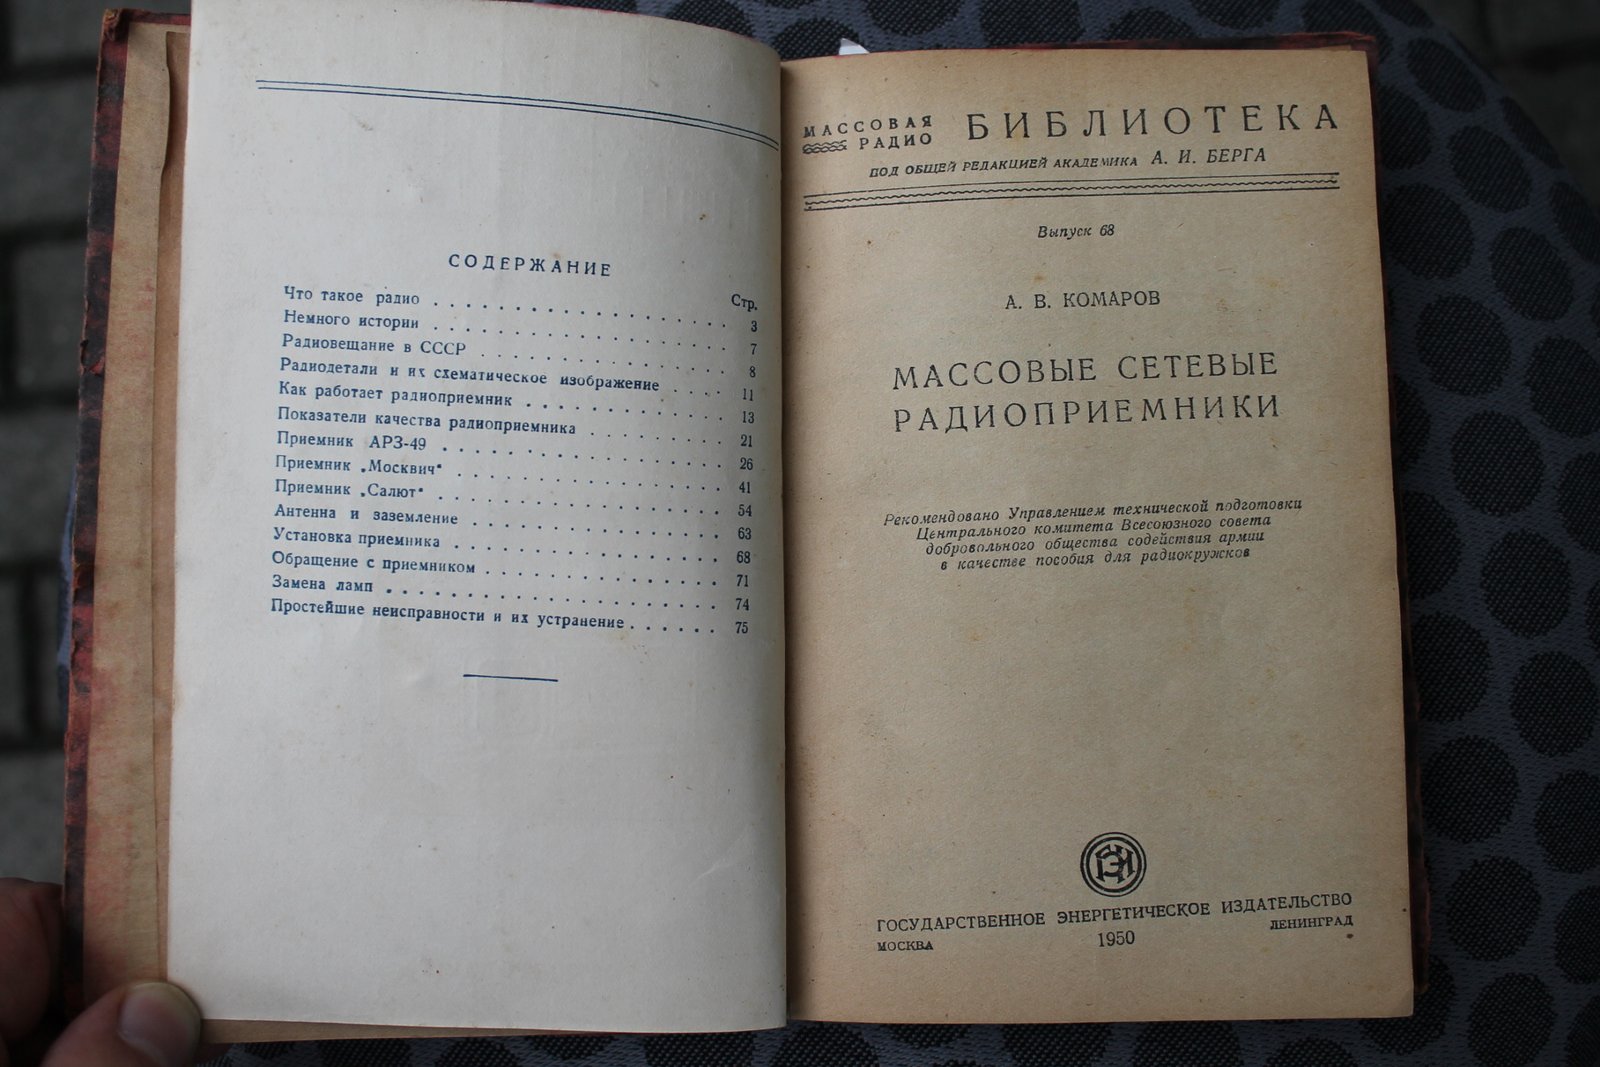 СОДЕРЖАНИЕ
Стр.
Что такое радио . . . . . . . . . . . . . . . . . . 3
Немного истории . . . . . . . . . . . . . . . . . . 7
Радиовещание в СССР . . . . . . . . . . . . . . . 8
Радиодетали и их схематическое изображение . . . . 11
Как работает радиоприемник . . . . . . . . . . . . 13
Показатели качества радиоприемника . . . . . . . . 21
Приемник АРЗ-49 . . . . . . . . . . . . . . . . . 26
Приемник „Москвич“ . . . . . . . . . . . . . . . . 41
Приемник „Салют“ . . . . . . . . . . . . . . . . . 54
Антенна и заземление . . . . . . . . . . . . . . . 63
Установка приемника . . . . . . . . . . . . . . . . 68
Обращение с приемником . . . . . . . . . . . . . . 71
Замена ламп . . . . . . . . . . . . . . . . . . . . 74
Простейшие неисправности и их устранение . . . . . . 75
МАССОВАЯ
РАДИО
БИБЛИОТЕКА
ПОД ОБЩЕЙ РЕДАКЦИЕЙ АКАДЕМИКА А. И. БЕРГА
Выпуск 68
А. В. КОМАРОВ
МАССОВЫЕ СЕТЕВЫЕ
РАДИОПРИЕМНИКИ
Рекомендовано Управлением технической подготовки
Центрального комитета Всесоюзного совета
добровольного общества содействия армии
в качестве пособия для радиокружков
ГЭИ
ГОСУДАРСТВЕННОЕ ЭНЕРГЕТИЧЕСКОЕ ИЗДАТЕЛЬСТВО
МОСКВА 1950 ЛЕНИНГРАД